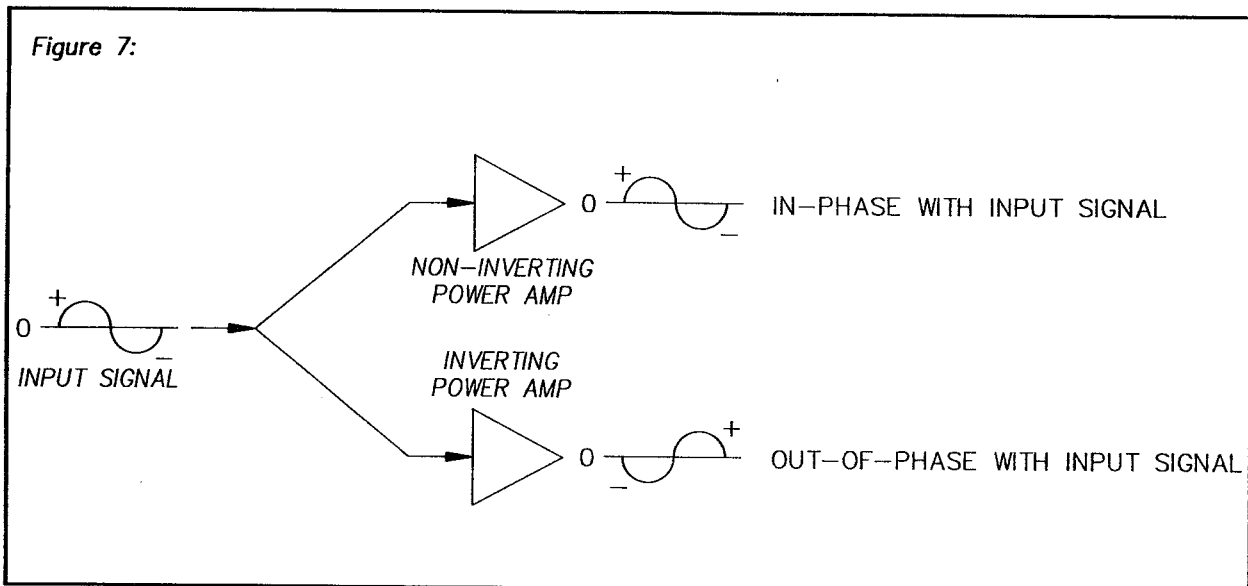 Figure 7:
+
0
−
IN-PHASE WITH INPUT SIGNAL
NON-INVERTING
POWER AMP
+
0
−
INPUT SIGNAL
INVERTING
POWER AMP
+
0
−
OUT-OF-PHASE WITH INPUT SIGNAL